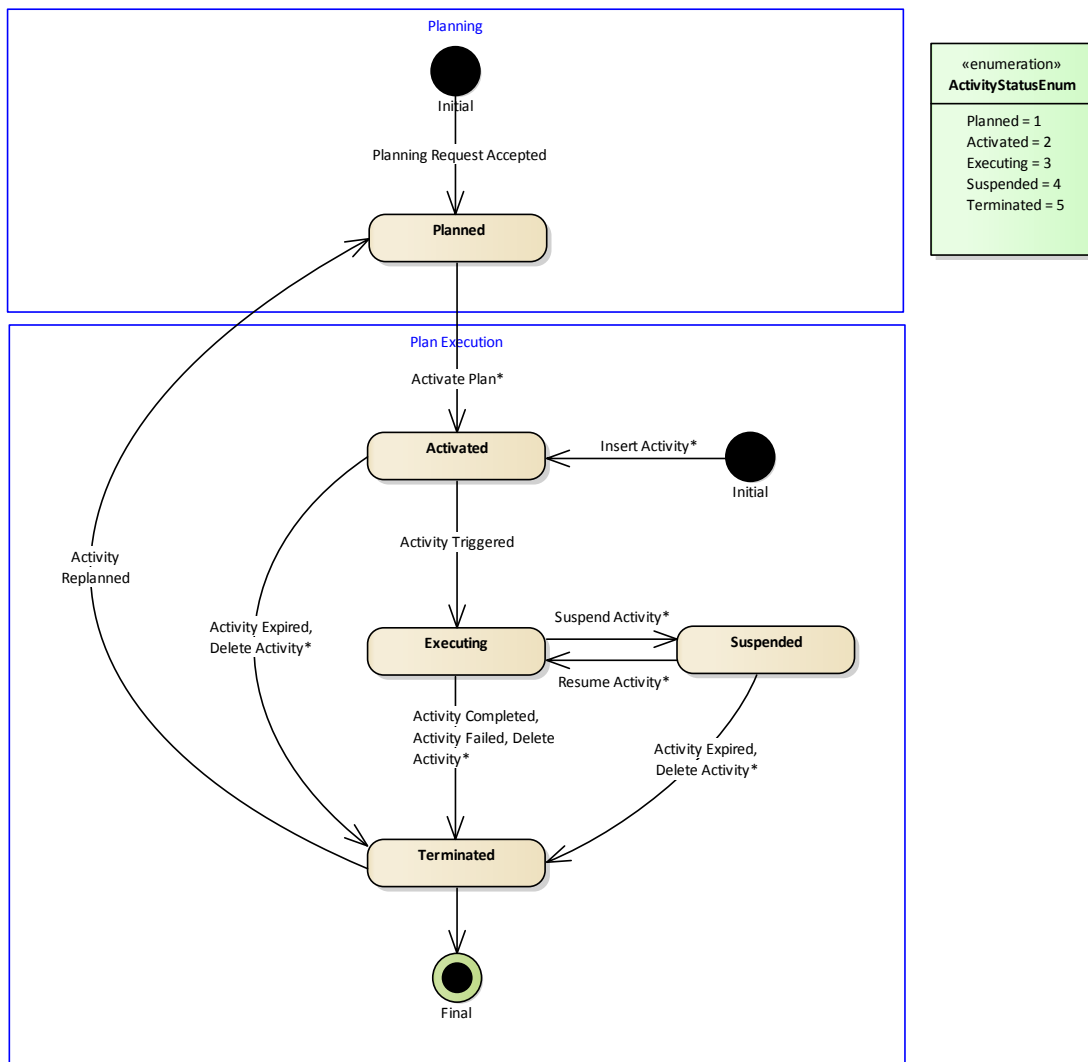 Planning
Initial
Planning Request Accepted
Planned
«enumeration»
ActivityStatusEnum
Planned = 1
Activated = 2
Executing = 3
Suspended = 4
Terminated = 5
Plan Execution
Activate Plan*
Activated
Insert Activity*
Initial
Activity Triggered
Activity
Replanned
Activity Expired,
Delete Activity*
Executing
Suspend Activity*
Suspended
Resume Activity*
Activity Completed,
Activity Failed, Delete
Activity*
Activity Expired,
Delete Activity*
Terminated
Final